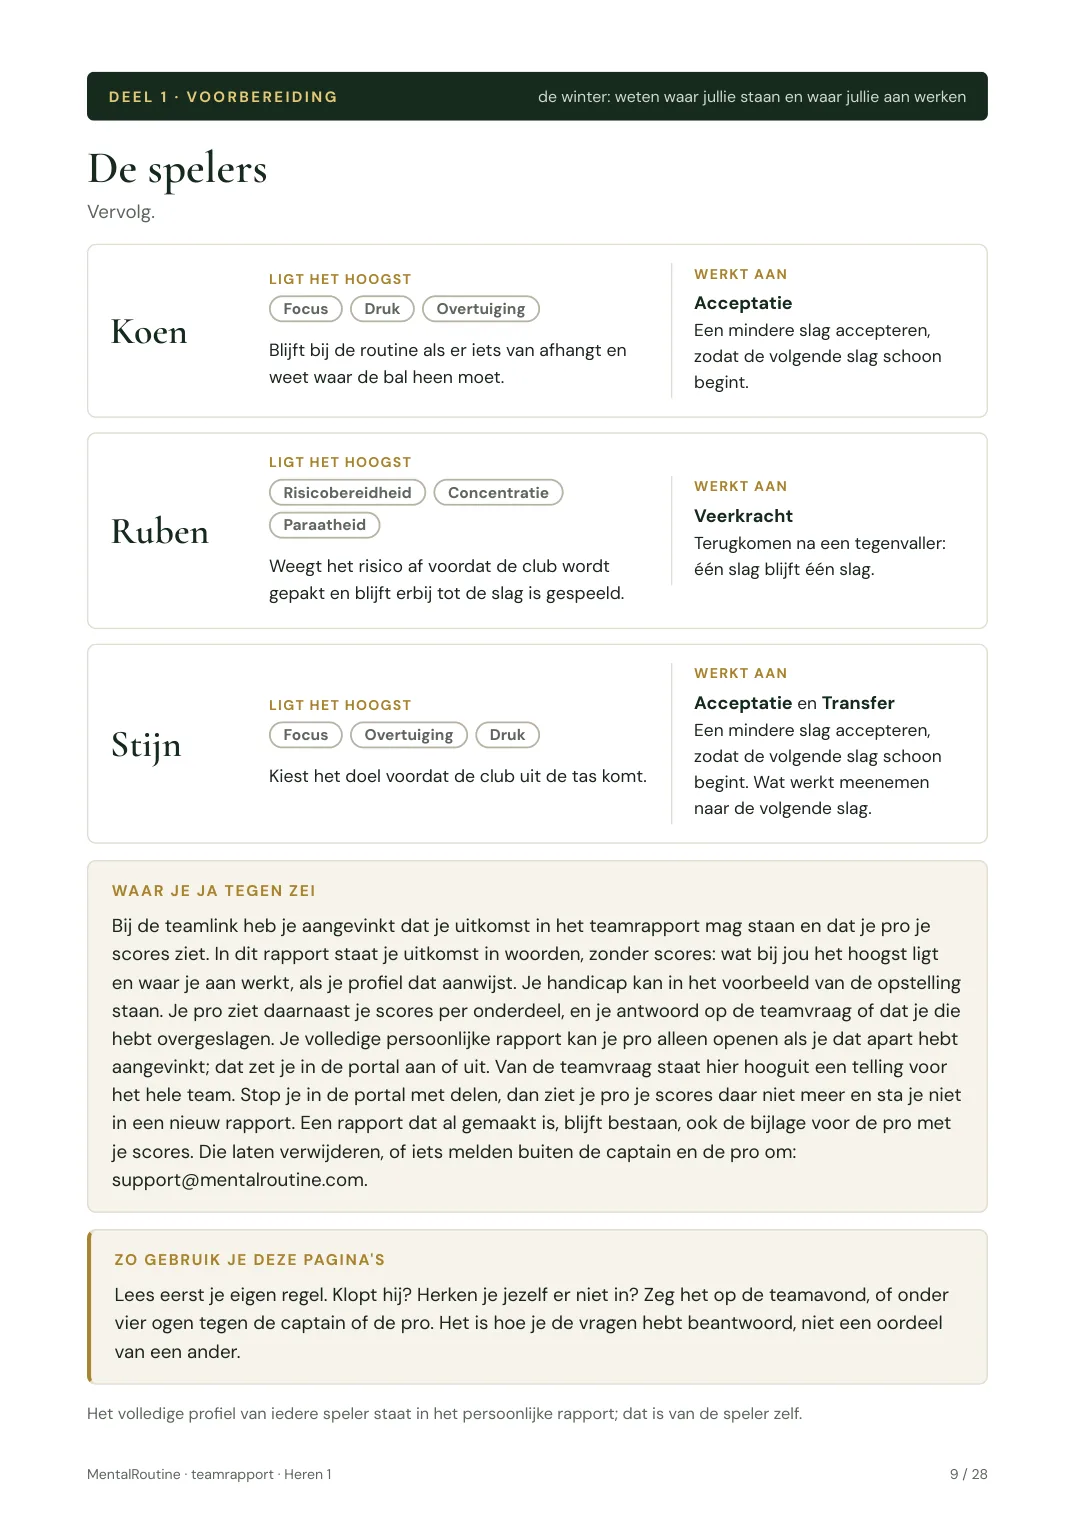 DEEL 1 · VOORBEREIDING
de winter: weten waar jullie staan en waar jullie aan werken
De spelers
Vervolg.
Koen
LIGT HET HOOGST
Focus Druk Overtuiging
Blijft bij de routine als er iets van afhangt en
weet waar de bal heen moet.
WERKT AAN
Acceptatie
Een mindere slag accepteren,
zodat de volgende slag schoon
begint.
Ruben
LIGT HET HOOGST
Risicobereidheid Concentratie
Paraatheid
Weegt het risico af voordat de club wordt
gepakt en blijft erbij tot de slag is gespeeld.
WERKT AAN
Veerkracht
Terugkomen na een tegenvaller:
één slag blijft één slag.
Stijn
LIGT HET HOOGST
Focus Overtuiging Druk
Kiest het doel voordat de club uit de tas komt.
WERKT AAN
Acceptatie en Transfer
Een mindere slag accepteren,
zodat de volgende slag schoon
begint. Wat werkt meenemen
naar de volgende slag.
WAAR JE JA TEGEN ZEI
Bij de teamlink heb je aangevinkt dat je uitkomst in het teamrapport mag staan en dat je pro je
scores ziet. In dit rapport staat je uitkomst in woorden, zonder scores: wat bij jou het hoogst ligt
en waar je aan werkt, als je profiel dat aanwijst. Je handicap kan in het voorbeeld van de opstelling
staan. Je pro ziet daarnaast je scores per onderdeel, en je antwoord op de teamvraag of dat je die
hebt overgeslagen. Je volledige persoonlijke rapport kan je pro alleen openen als je dat apart hebt
aangevinkt; dat zet je in de portal aan of uit. Van de teamvraag staat hier hooguit een telling voor
het hele team. Stop je in de portal met delen, dan ziet je pro je scores daar niet meer en sta je niet
in een nieuw rapport. Een rapport dat al gemaakt is, blijft bestaan, ook de bijlage voor de pro met
je scores. Die laten verwijderen, of iets melden buiten de captain en de pro om:
support@mentalroutine.com.
ZO GEBRUIK JE DEZE PAGINA'S
Lees eerst je eigen regel. Klopt hij? Herken je jezelf er niet in? Zeg het op de teamavond, of onder
vier ogen tegen de captain of de pro. Het is hoe je de vragen hebt beantwoord, niet een oordeel
van een ander.
Het volledige profiel van iedere speler staat in het persoonlijke rapport; dat is van de speler zelf.
MentalRoutine · teamrapport · Heren 1
9 / 28